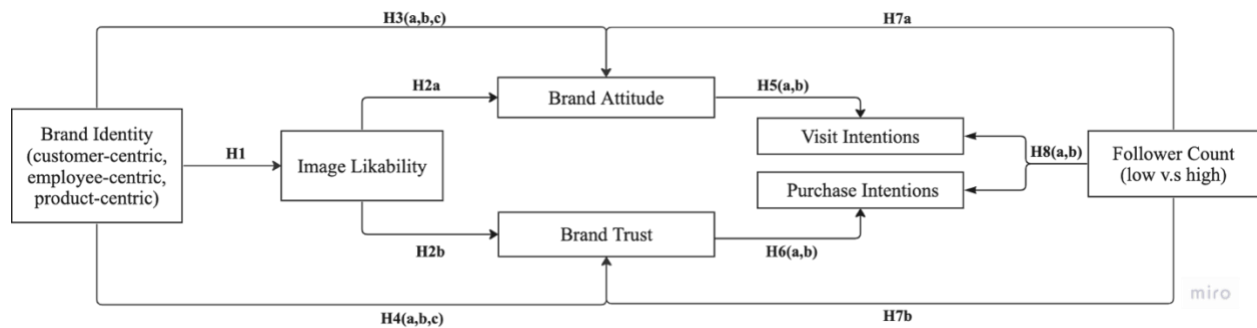 H3(a,b,c)
H7a
H2a
Brand Attitude
H5(a,b)
Brand Identity
(customer-centric,
employee-centric,
product-centric)
H1
Image Likability
Visit Intentions
H8(a,b)
Follower Count
(low v.s high)
Purchase Intentions
H2b
Brand Trust
H6(a,b)
H4(a,b,c)
H7b
miro